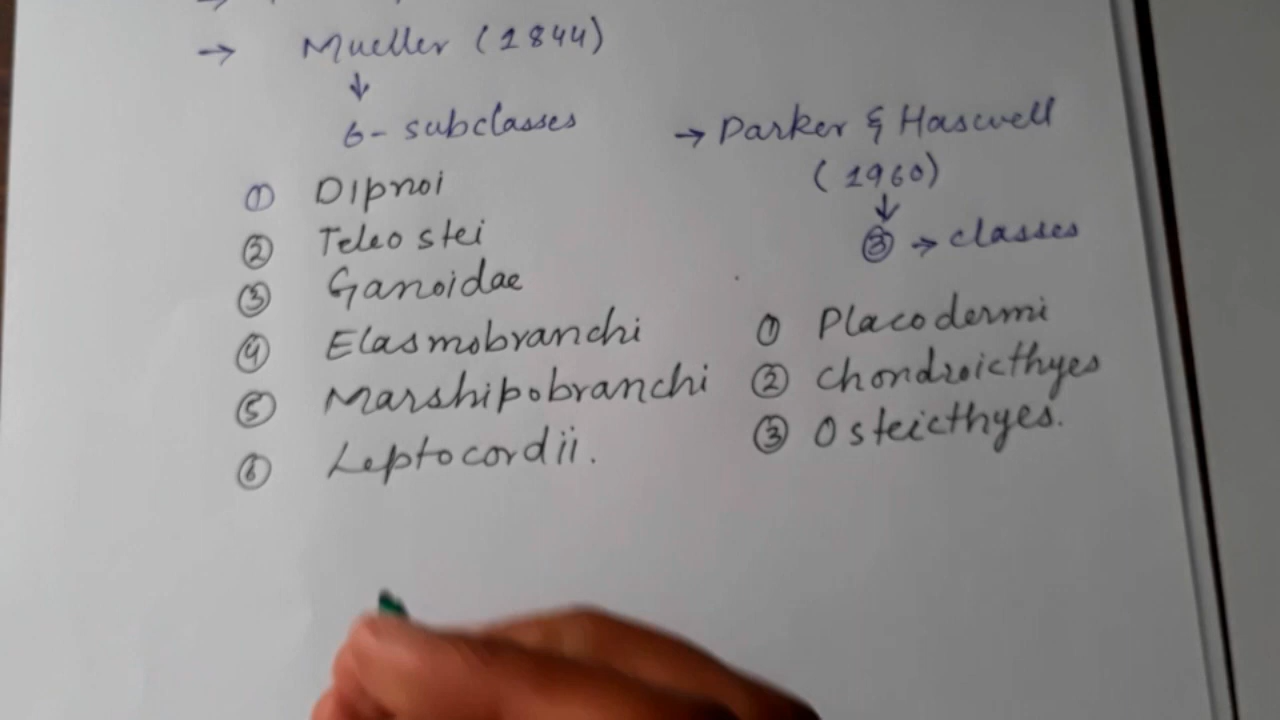 → Mueller (1844)
↓
6- subclasses
① Dipnoi
② Teleostei
③ Ganoidae
④ Elasmobranchi
⑤ Marshipobranchi
⑥ Leptocordii.
→ Parker & Haswell
(1960)
↓
③ → classes
① Placodermi
② Chondroicthyes
③ Osteicthyes.